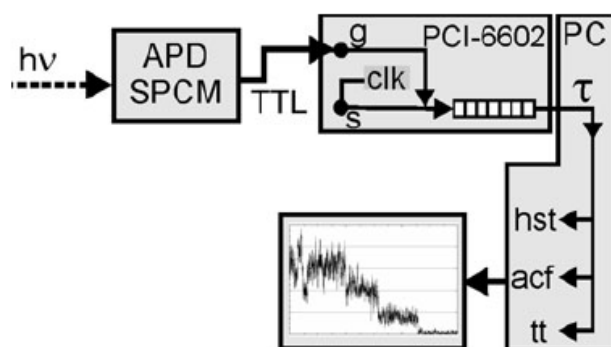 hν
APD
SPCM
TTL
g
PCI-6602
PC
clk
s
τ
hst
acf
tt